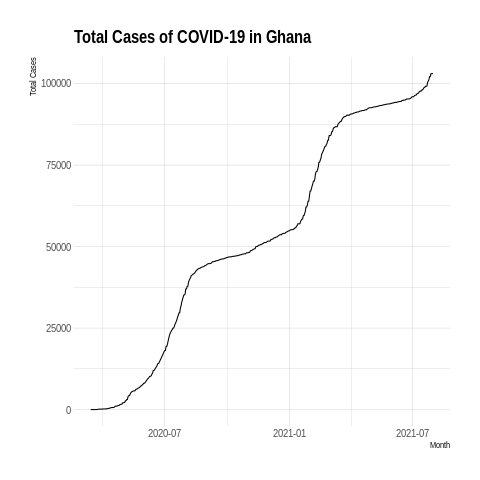 Total Cases of COVID-19 in Ghana
Total Cases
100000
75000
50000
25000
0
2020-07
2021-01
2021-07
Month